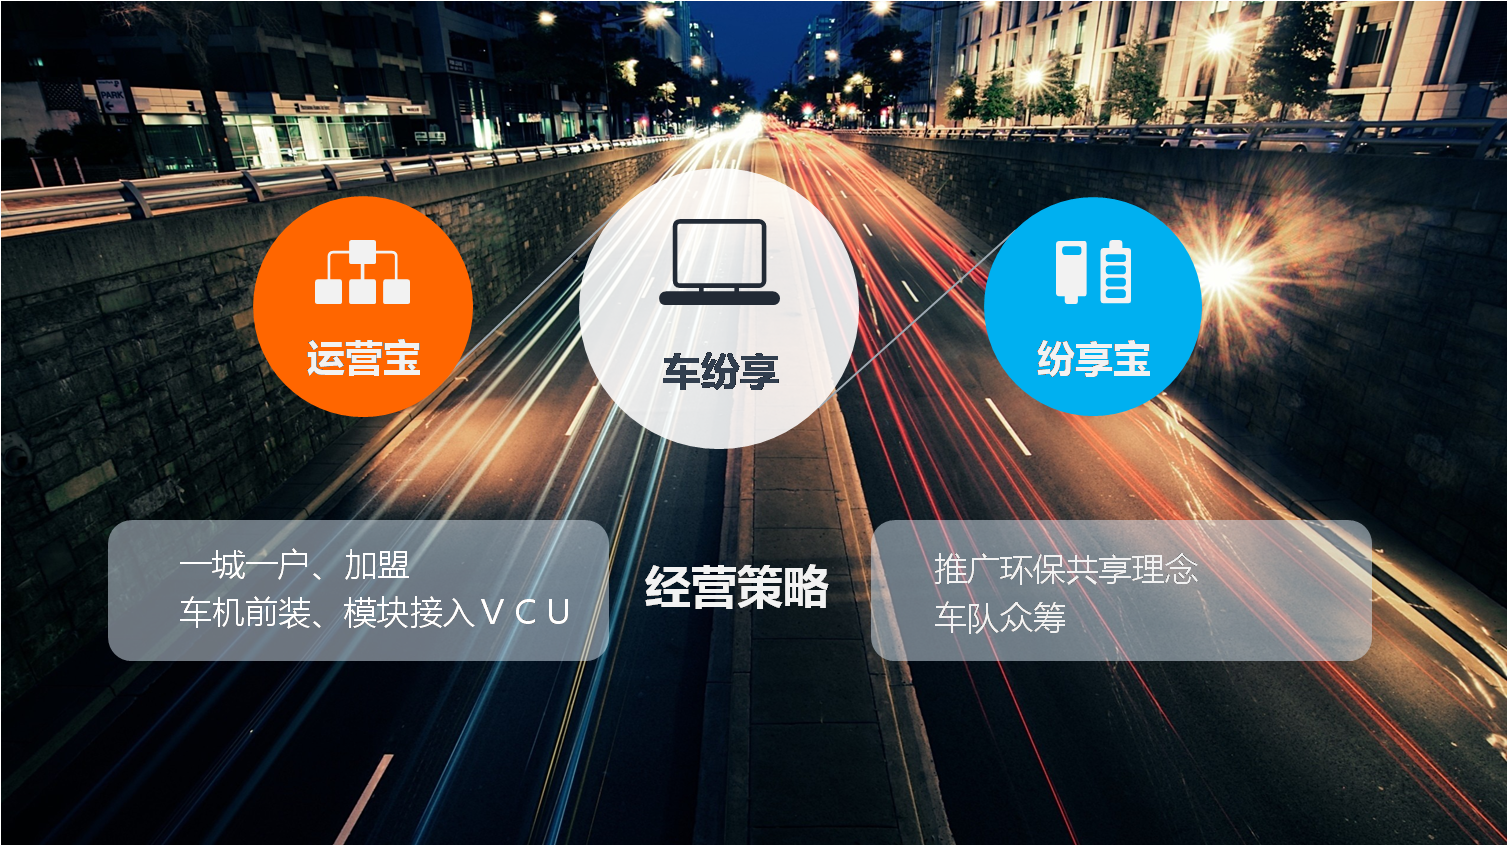 PARK
运营宝
车纷享
纷享宝
一城一户、加盟
车机前装、模块接入ＶＣＵ
经营策略
推广环保共享理念
车队众筹